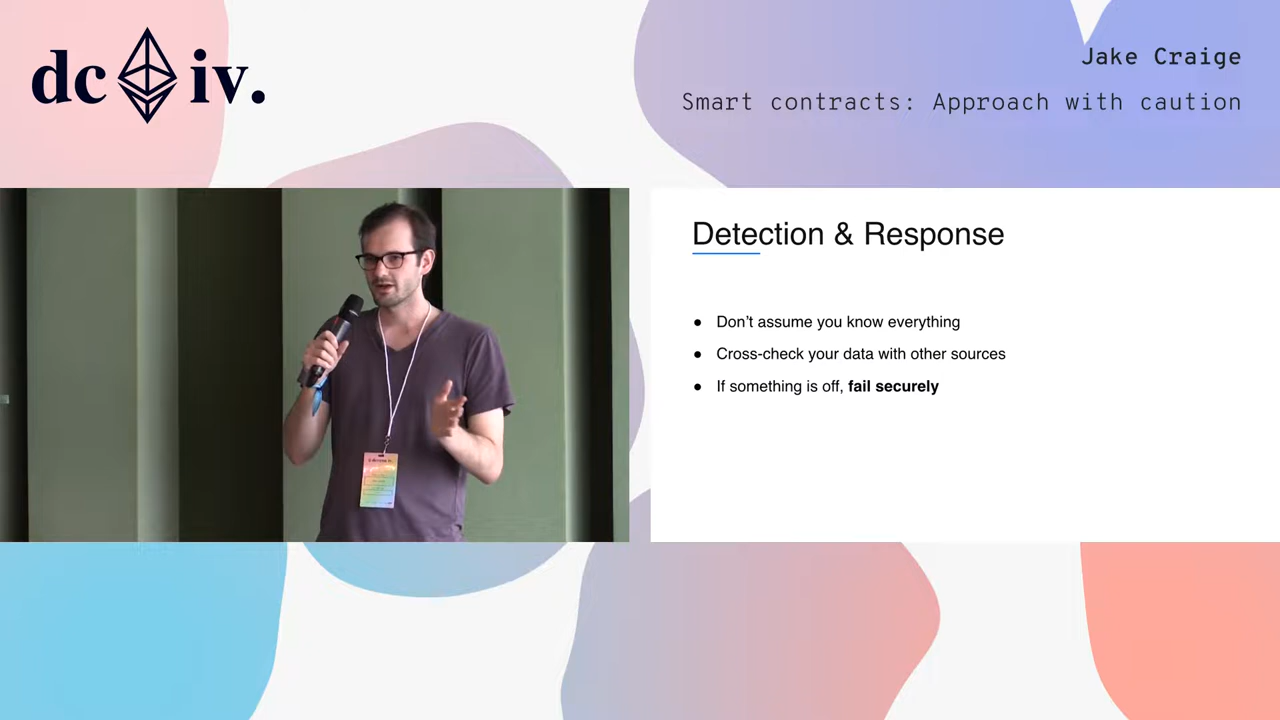 dc iv.
Jake Craige
Smart contracts: Approach with caution
Detection & Response
● Don’t assume you know everything
● Cross-check your data with other sources
● If something is off, fail securely